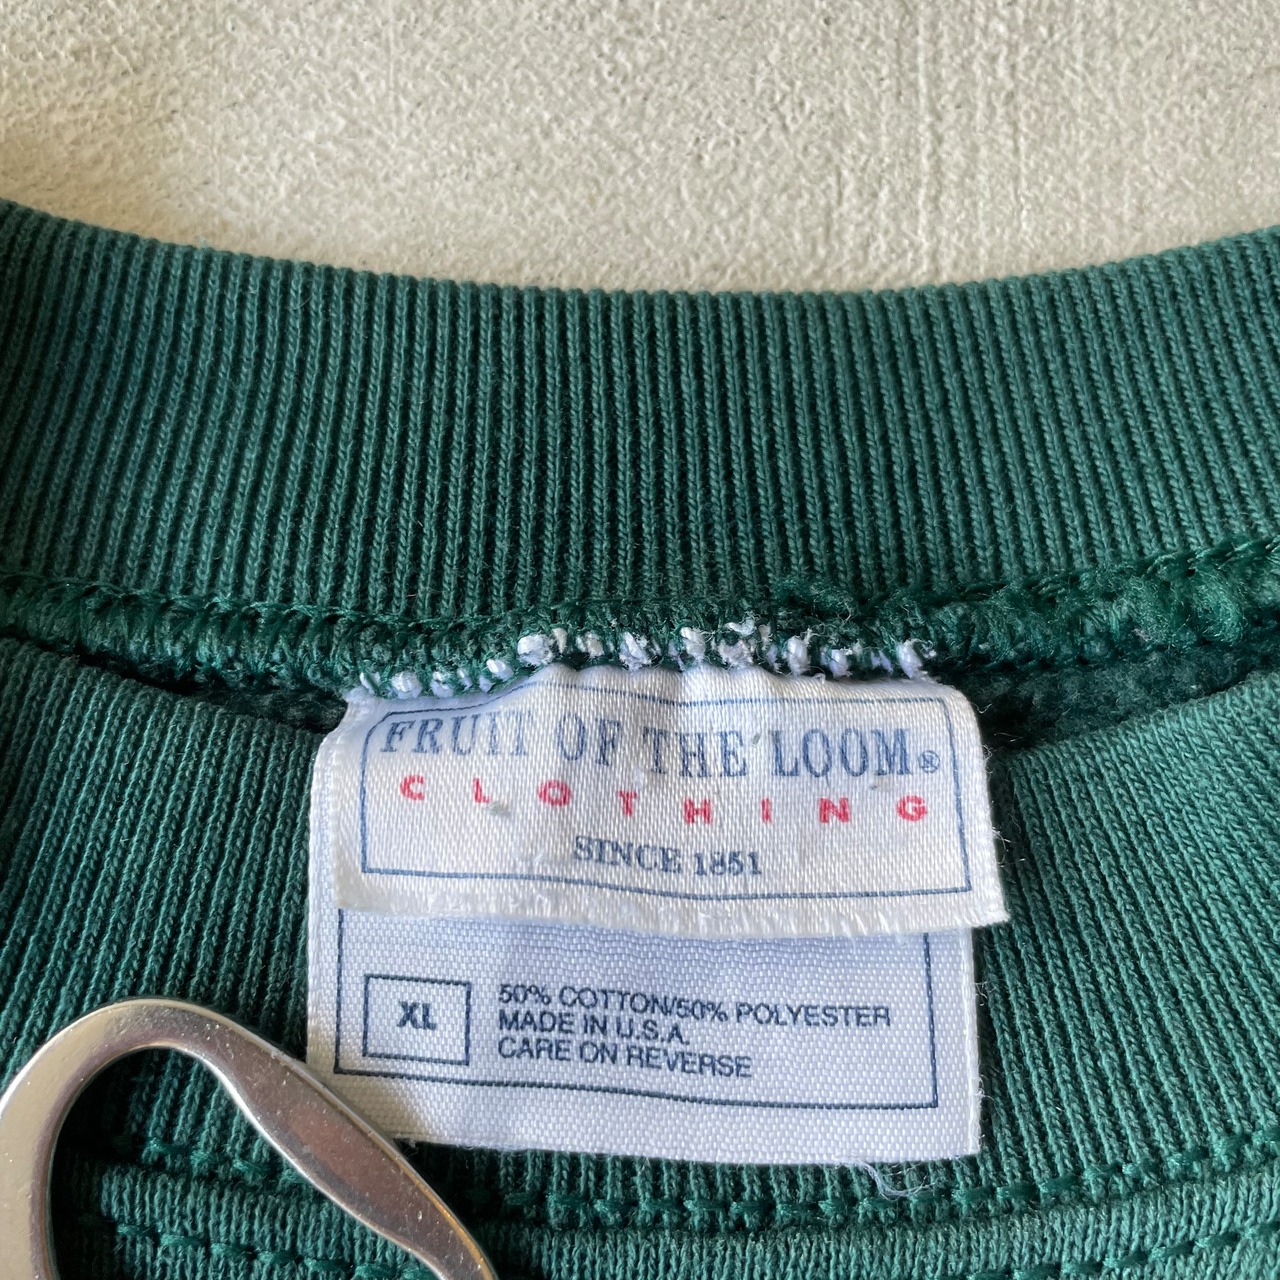 FRUIT OF THE LOOM®
CLOTHING
SINCE 1851
XL
50% COTTON/50% POLYESTER
MADE IN U.S.A.
CARE ON REVERSE